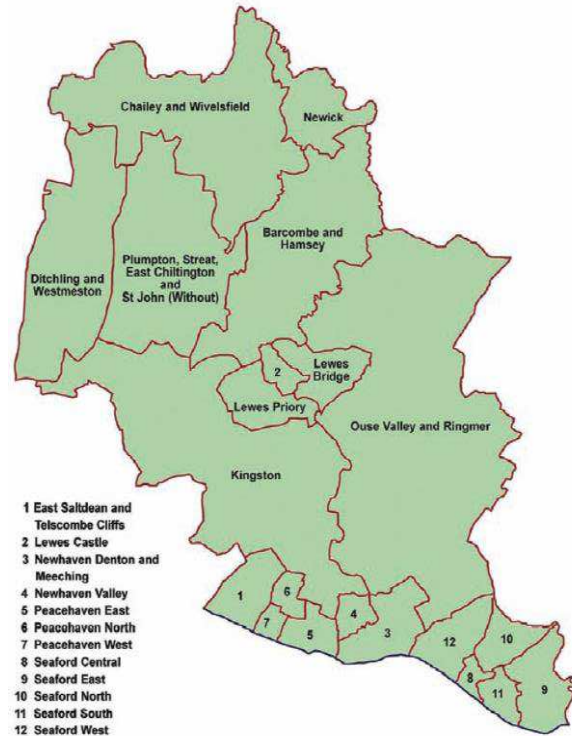 Chailey and Wivelsfield
Newick
Barcombe and
Hamsey
Plumpton, Streat,
East Chiltington
and
St John (Without)
Ditchling and
Westmeston
2
Lewes
Bridge
Lewes Priory
Ouse Valley and Ringmer
Kingston
1 East Saltdean and
Telscombe Cliffs
2 Lewes Castle
3 Newhaven Denton and
Meeching
4 Newhaven Valley
5 Peacehaven East
6 Peacehaven North
7 Peacehaven West
8 Seaford Central
9 Seaford East
10 Seaford North
11 Seaford South
12 Seaford West
1
6
7
5
4
3
12
10
8
11
9